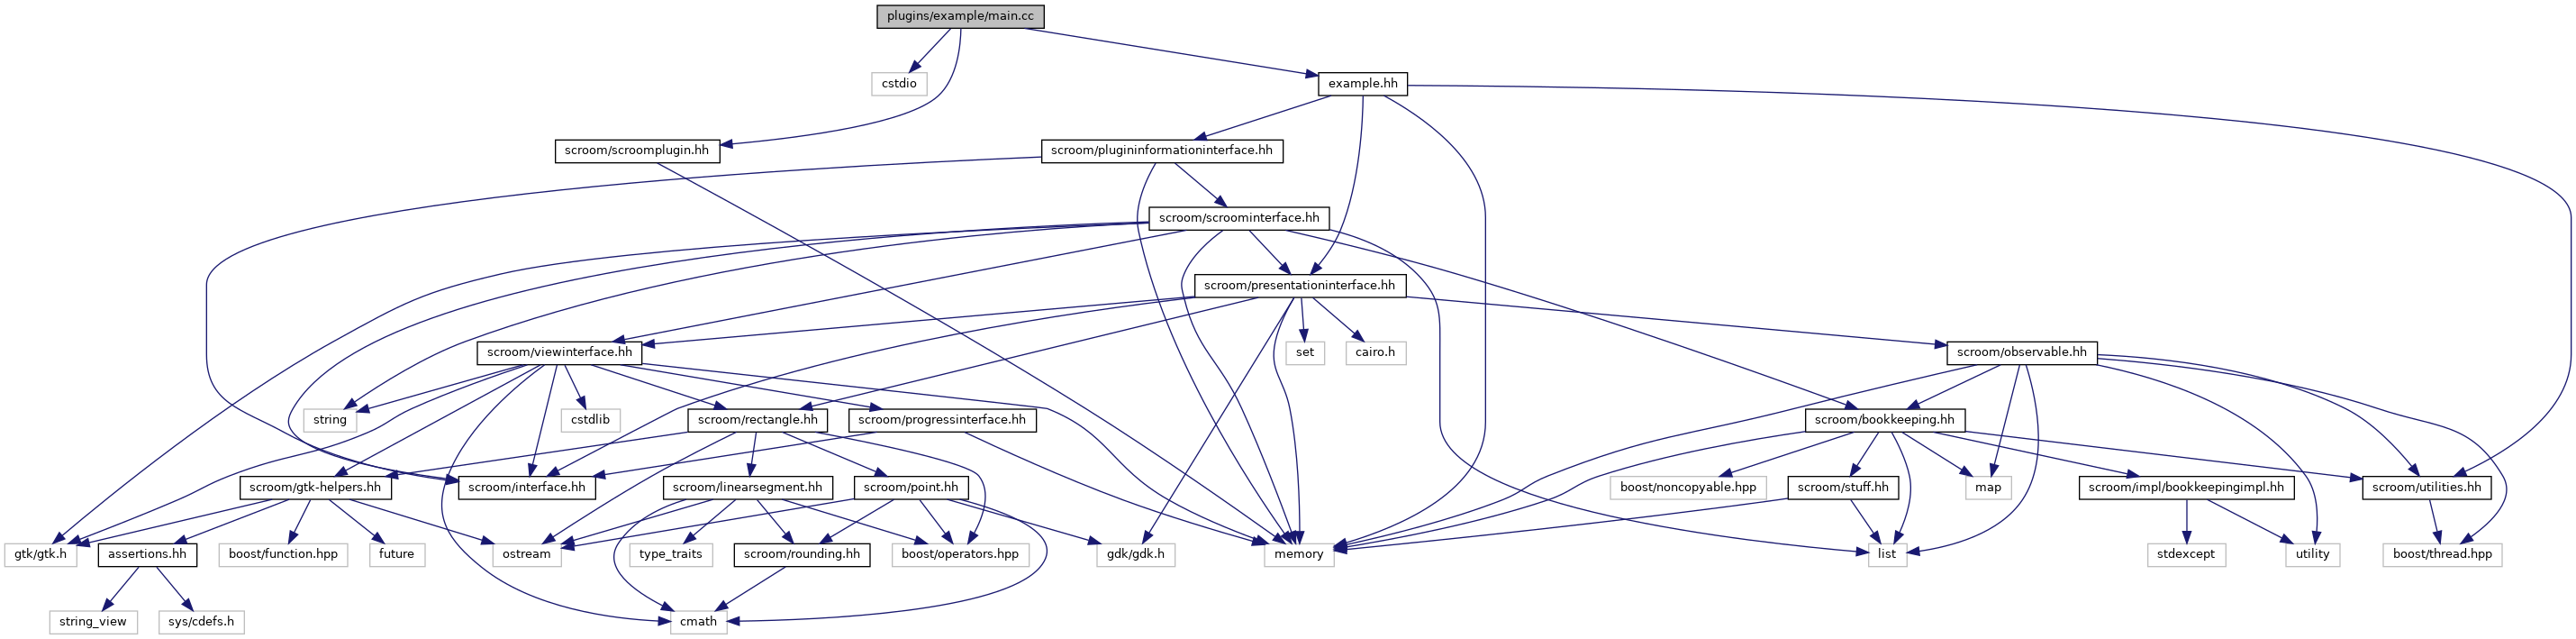 plugins/example/main.cc
cstdio
example.hh
scroom/scroomplugin.hh
scroom/plugininformationinterface.hh
scroom/scroominterface.hh
scroom/presentationinterface.hh
scroom/viewinterface.hh
set
cairo.h
scroom/observable.hh
string
cstdlib
scroom/rectangle.hh
scroom/progressinterface.hh
scroom/bookkeeping.hh
scroom/gtk-helpers.hh
scroom/interface.hh
scroom/linearsegment.hh
scroom/point.hh
boost/noncopyable.hpp
scroom/stuff.hh
map
scroom/impl/bookkeepingimpl.hh
scroom/utilities.hh
gtk/gtk.h
assertions.hh
boost/function.hpp
future
ostream
type_traits
scroom/rounding.hh
boost/operators.hpp
gdk/gdk.h
memory
list
stdexcept
utility
boost/thread.hpp
string_view
sys/cdefs.h
cmath